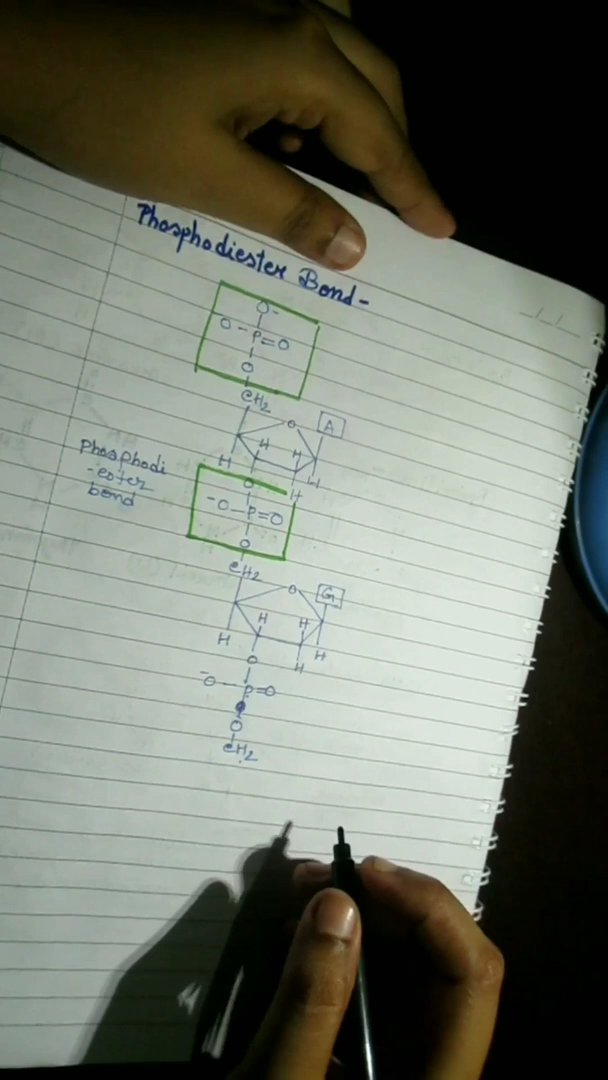 Phosphodiester Bond-
O-
O-P=O
O
CH2
O A
H H
H H
H
Phosphodi
-ester
bond
O
-O-P=O
O
CH2
O G
H H
H H
H
O
-O-P=O
O
CH2